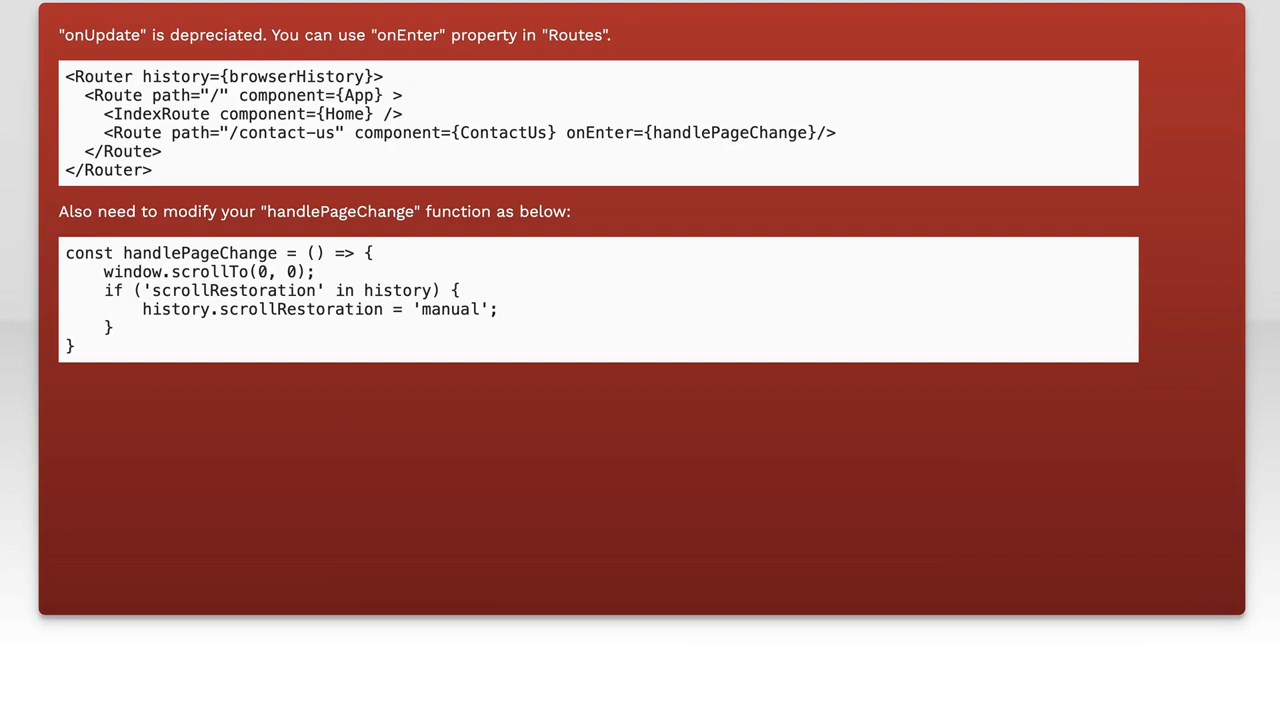 "onUpdate" is depreciated. You can use "onEnter" property in "Routes".
<Router history={browserHistory}>
  <Route path="/" component={App} >
    <IndexRoute component={Home} />
    <Route path="/contact-us" component={ContactUs} onEnter={handlePageChange}/>
  </Route>
</Router>
Also need to modify your "handlePageChange" function as below:
const handlePageChange = () => {
    window.scrollTo(0, 0);
    if ('scrollRestoration' in history) {
        history.scrollRestoration = 'manual';
    }
}